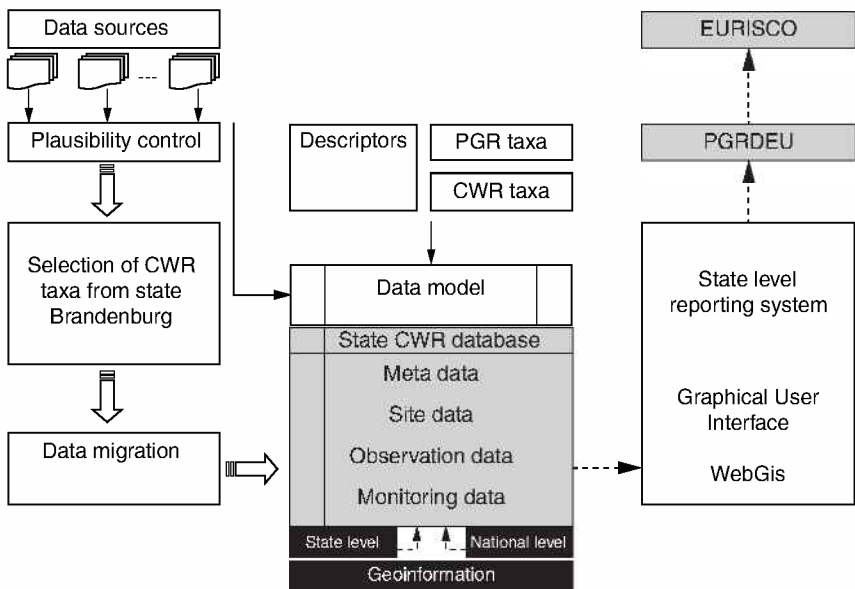 Data sources
....
Plausibility control
Selection of CWR
taxa from state
Brandenburg
Data migration
Descriptors
PGR taxa
CWR taxa
Data model
State CWR database
Meta data
Site data
Observation data
Monitoring data
State level
National level
Geoinformation
EURISCO
PGRDEU
State level
reporting system
Graphical User
Interface
WebGis